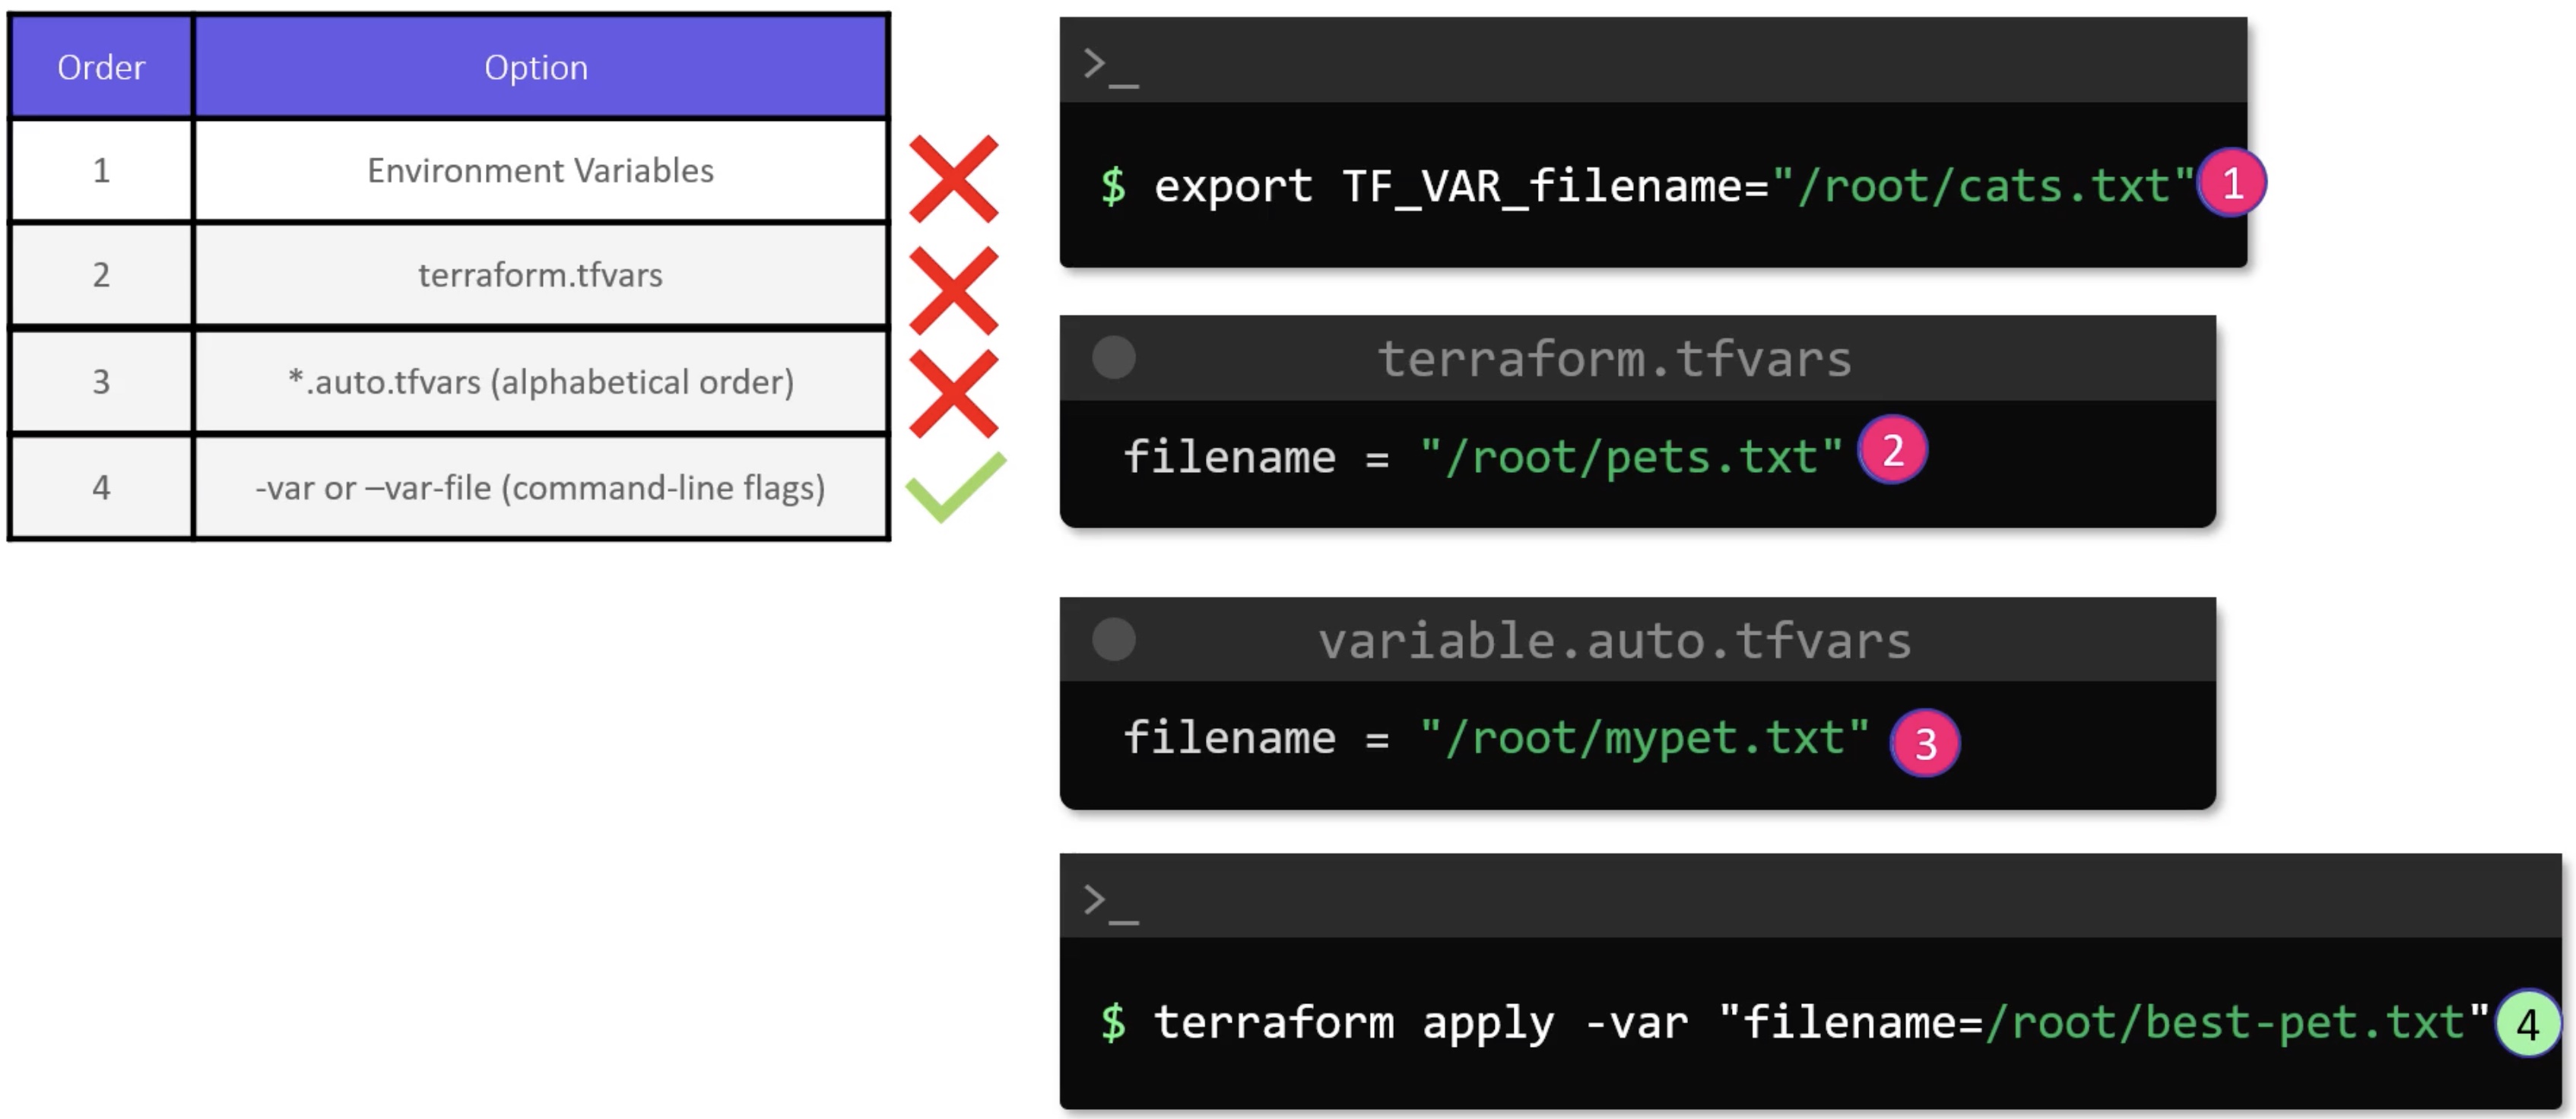 Order Option
1 Environment Variables
2 terraform.tfvars
3 *.auto.tfvars (alphabetical order)
4 -var or –var-file (command-line flags)
>_
$ export TF_VAR_filename="/root/cats.txt" 1
terraform.tfvars
filename = "/root/pets.txt" 2
variable.auto.tfvars
filename = "/root/mypet.txt" 3
>_
$ terraform apply -var "filename=/root/best-pet.txt" 4